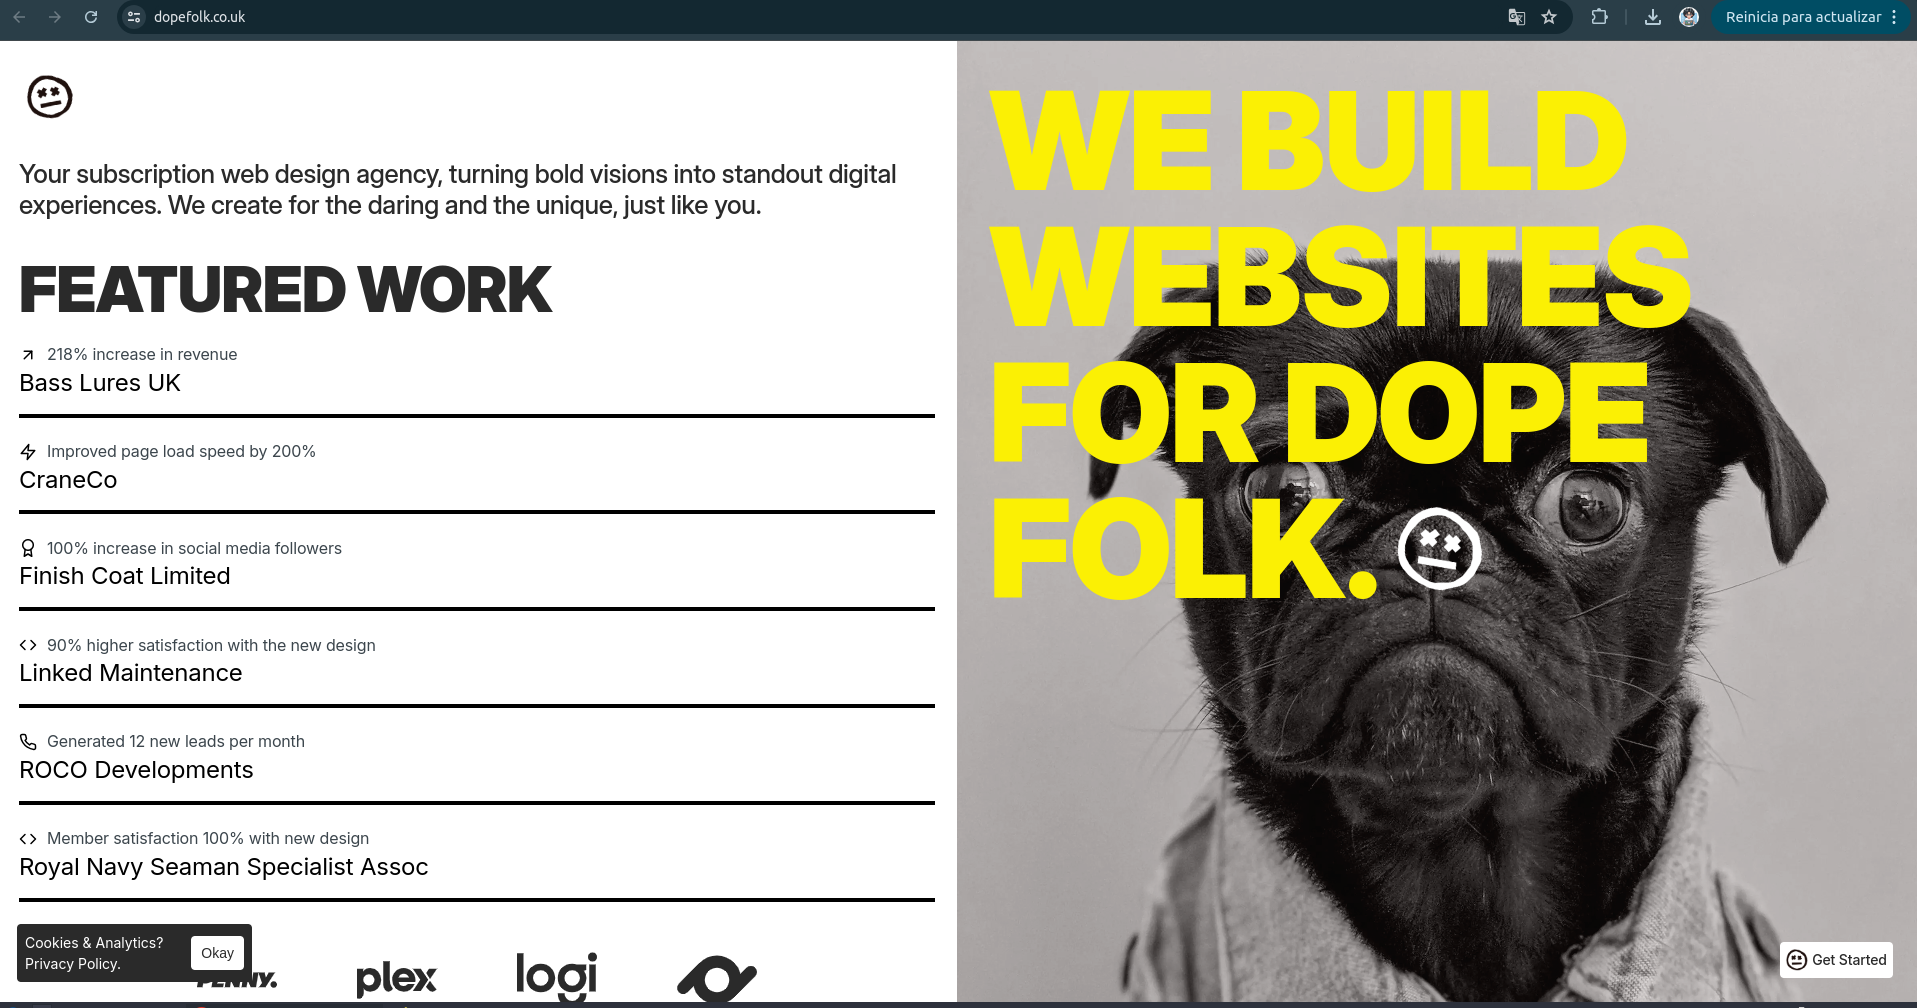 dopefolk.co.uk
Reinicia para actualizar
Your subscription web design agency, turning bold visions into standout digital
experiences. We create for the daring and the unique, just like you.
FEATURED WORK
218% increase in revenue
Bass Lures UK
Improved page load speed by 200%
CraneCo
100% increase in social media followers
Finish Coat Limited
90% higher satisfaction with the new design
Linked Maintenance
Generated 12 new leads per month
ROCO Developments
Member satisfaction 100% with new design
Royal Navy Seaman Specialist Assoc
Cookies & Analytics?
Privacy Policy.
Okay
PENNY.
plex
logi
WE BUILD
WEBSITES
FOR DOPE
FOLK.
Get Started